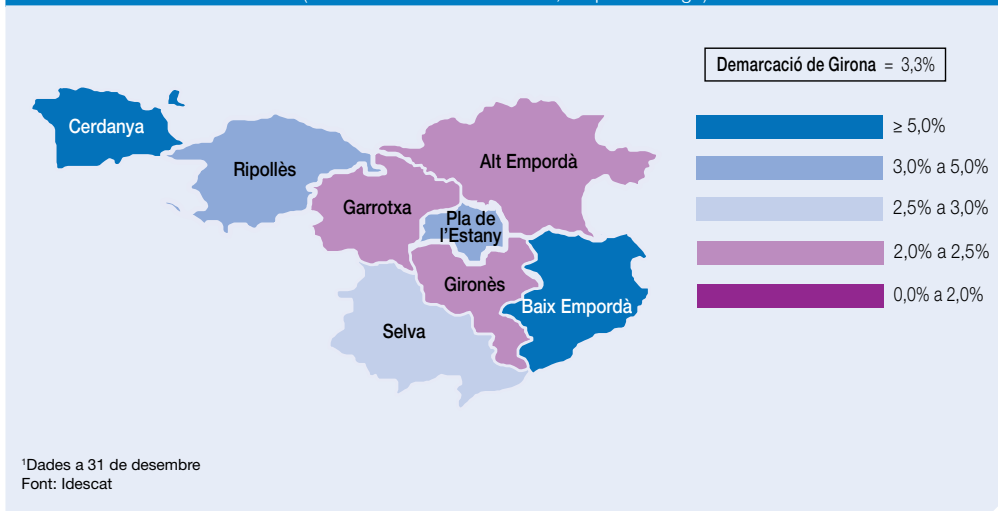 Demarcació de Girona = 3,3%
≥ 5,0%
3,0% a 5,0%
2,5% a 3,0%
2,0% a 2,5%
0,0% a 2,0%
Cerdanya
Ripollès
Alt Empordà
Garrotxa
Pla de
l'Estany
Gironès
Baix Empordà
Selva
¹Dades a 31 de desembre
Font: Idescat